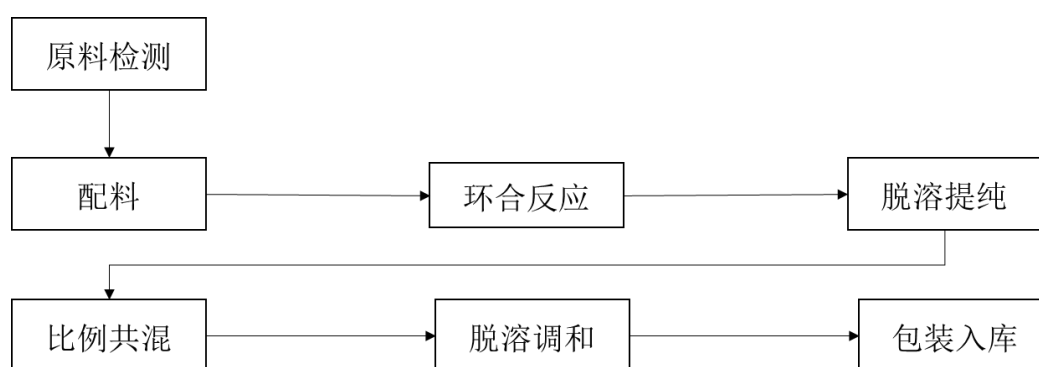 原料检测
配料
环合反应
脱溶提纯
比例共混
脱溶调和
包装入库